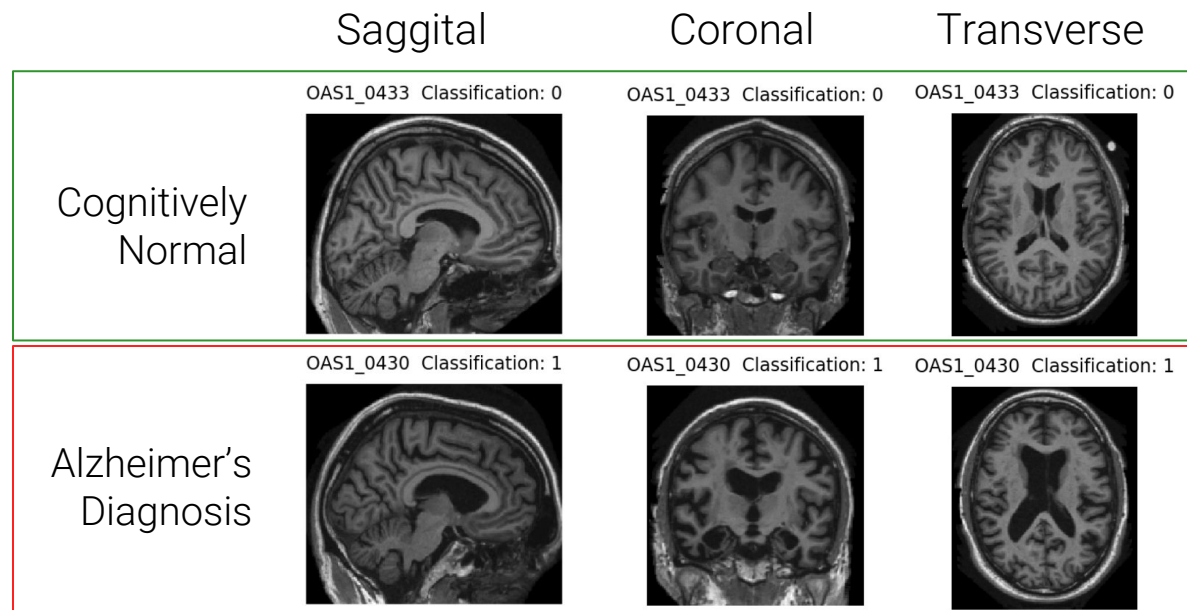 Saggital Coronal Transverse
OAS1_0433 Classification: 0 OAS1_0433 Classification: 0 OAS1_0433 Classification: 0
Cognitively
Normal
OAS1_0430 Classification: 1 OAS1_0430 Classification: 1 OAS1_0430 Classification: 1
Alzheimer’s
Diagnosis